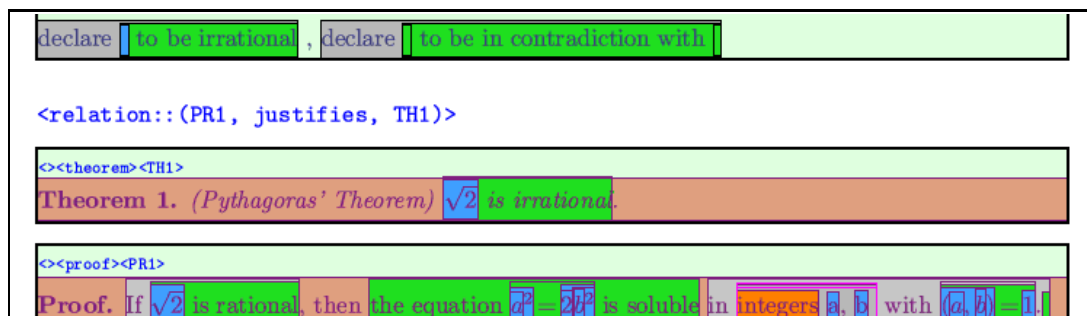 declare to be irrational , declare to be in contradiction with
<relation::(PR1, justifies, TH1)>
<><theorem><TH1>
Theorem 1. (Pythagoras' Theorem) √2 is irrational.
<><proof><PR1>
Proof. If √2 is rational, then the equation a² = 2b² is soluble in integers a, b with (a, b) = 1.